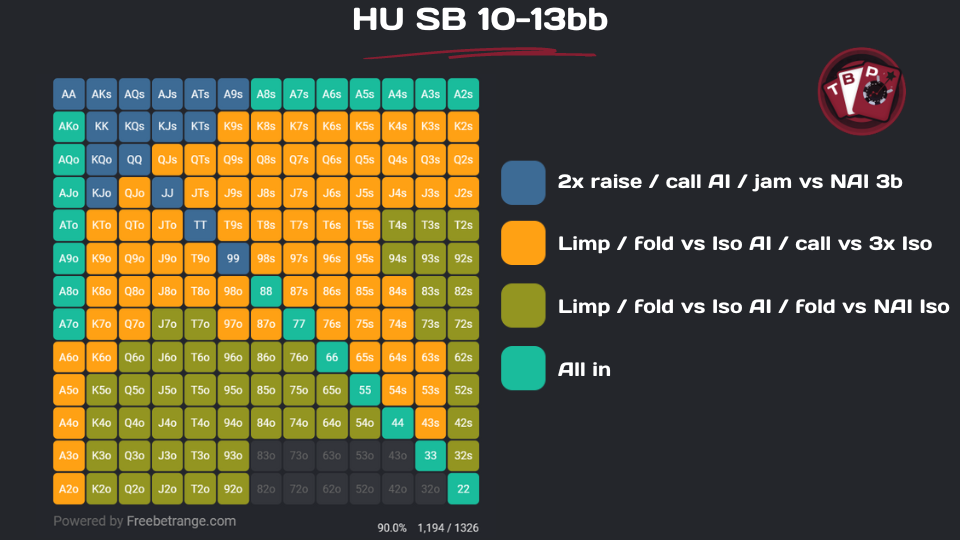 HU SB 10-13bb
T B P
AA AKs AQs AJs ATs A9s A8s A7s A6s A5s A4s A3s A2s
AKo KK KQs KJs KTs K9s K8s K7s K6s K5s K4s K3s K2s
AQo KQo QQ QJs QTs Q9s Q8s Q7s Q6s Q5s Q4s Q3s Q2s
AJo KJo QJo JJ JTs J9s J8s J7s J6s J5s J4s J3s J2s
ATo KTo QTo JTo TT T9s T8s T7s T6s T5s T4s T3s T2s
A9o K9o Q9o J9o T9o 99 98s 97s 96s 95s 94s 93s 92s
A8o K8o Q8o J8o T8o 98o 88 87s 86s 85s 84s 83s 82s
A7o K7o Q7o J7o T7o 97o 87o 77 76s 75s 74s 73s 72s
A6o K6o Q6o J6o T6o 96o 86o 76o 66 65s 64s 63s 62s
A5o K5o Q5o J5o T5o 95o 85o 75o 65o 55 54s 53s 52s
A4o K4o Q4o J4o T4o 94o 84o 74o 64o 54o 44 43s 42s
A3o K3o Q3o J3o T3o 93o 83o 73o 63o 53o 43o 33 32s
A2o K2o Q2o J2o T2o 92o 82o 72o 62o 52o 42o 32o 22
Powered by Freebetrange.com
90.0% 1,194 / 1326
2x raise / call AI / jam vs NAI 3b
Limp / fold vs Iso AI / call vs 3x Iso
Limp / fold vs Iso AI / fold vs NAI Iso
All in